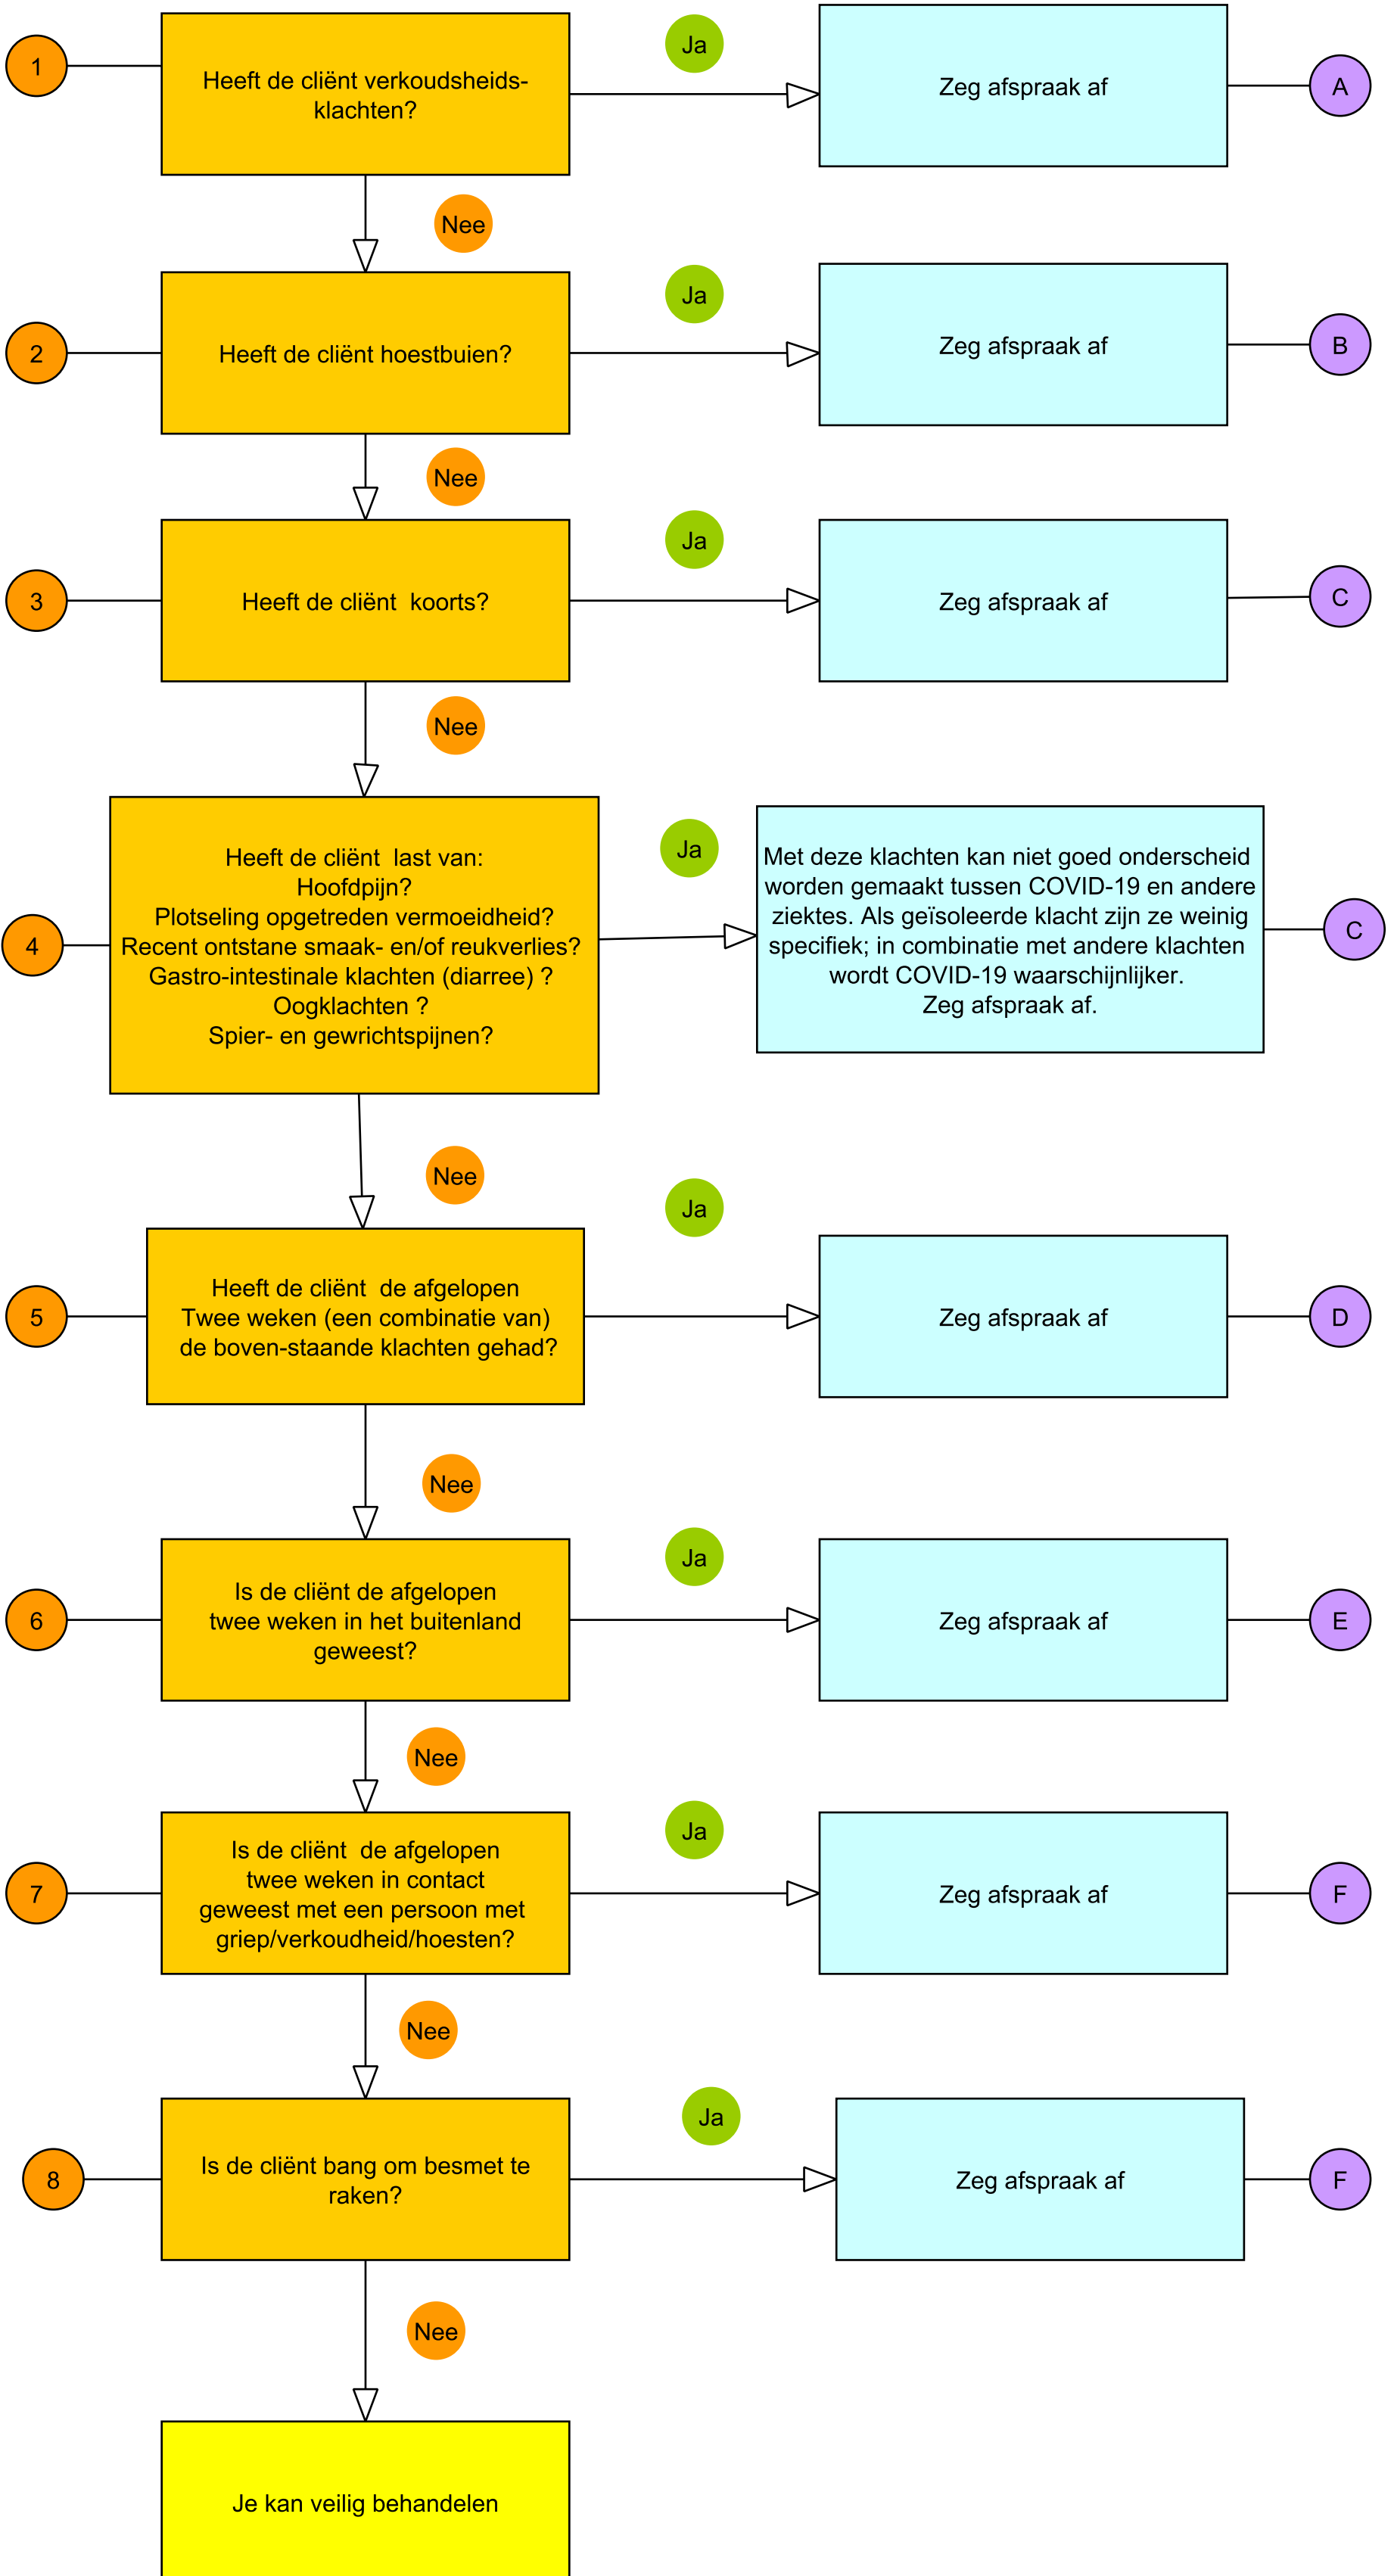 1
Heeft de cliënt verkoudsheids-
klachten?
Ja
Zeg afspraak af
A
Nee
2
Heeft de cliënt hoestbuien?
Ja
Zeg afspraak af
B
Nee
3
Heeft de cliënt  koorts?
Ja
Zeg afspraak af
C
Nee
4
Heeft de cliënt  last van:
Hoofdpijn?
Plotseling opgetreden vermoeidheid?
Recent ontstane smaak- en/of reukverlies?
Gastro-intestinale klachten (diarree) ?
Oogklachten ?
Spier- en gewrichtspijnen?
Ja
Met deze klachten kan niet goed onderscheid
worden gemaakt tussen COVID-19 en andere
ziektes. Als geïsoleerde klacht zijn ze weinig
specifiek; in combinatie met andere klachten
wordt COVID-19 waarschijnlijker.
Zeg afspraak af.
C
Nee
5
Heeft de cliënt  de afgelopen
Twee weken (een combinatie van)
de boven-staande klachten gehad?
Ja
Zeg afspraak af
D
Nee
6
Is de cliënt de afgelopen
twee weken in het buitenland
geweest?
Ja
Zeg afspraak af
E
Nee
7
Is de cliënt  de afgelopen
twee weken in contact
geweest met een persoon met
griep/verkoudheid/hoesten?
Ja
Zeg afspraak af
F
Nee
8
Is de cliënt bang om besmet te
raken?
Ja
Zeg afspraak af
F
Nee
Je kan veilig behandelen